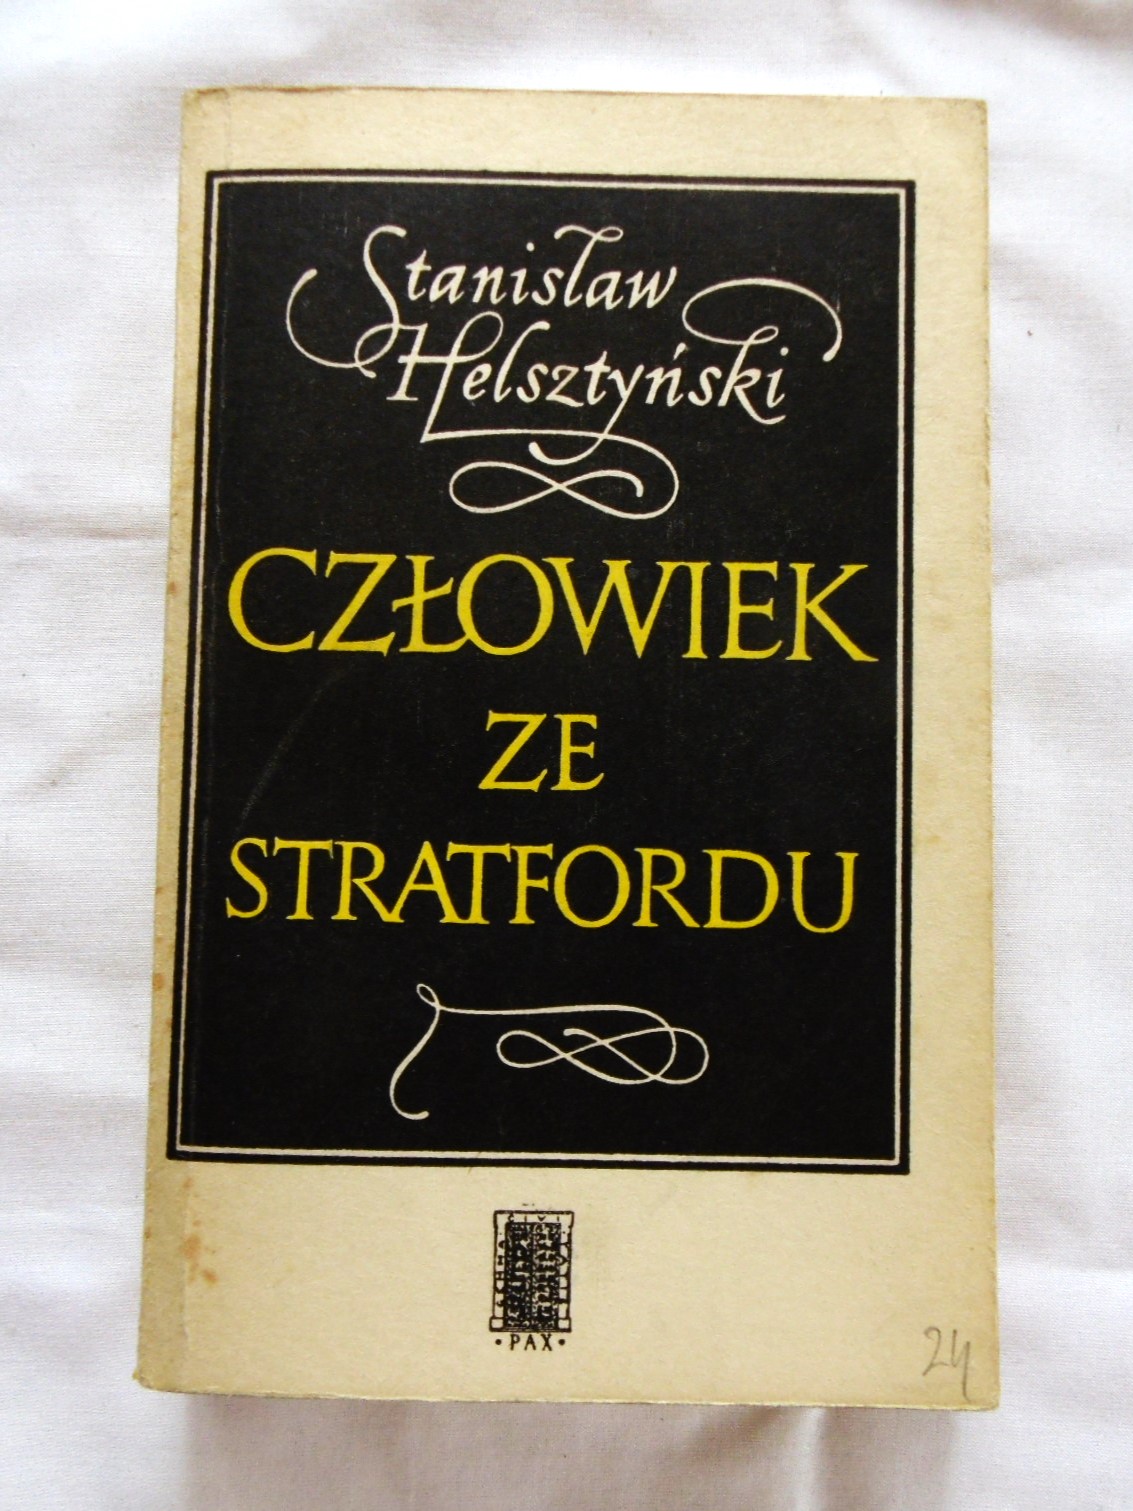 Stanisław
Helsztyński
CZŁOWIEK
ZE
STRATFORDU
• PAX •
24